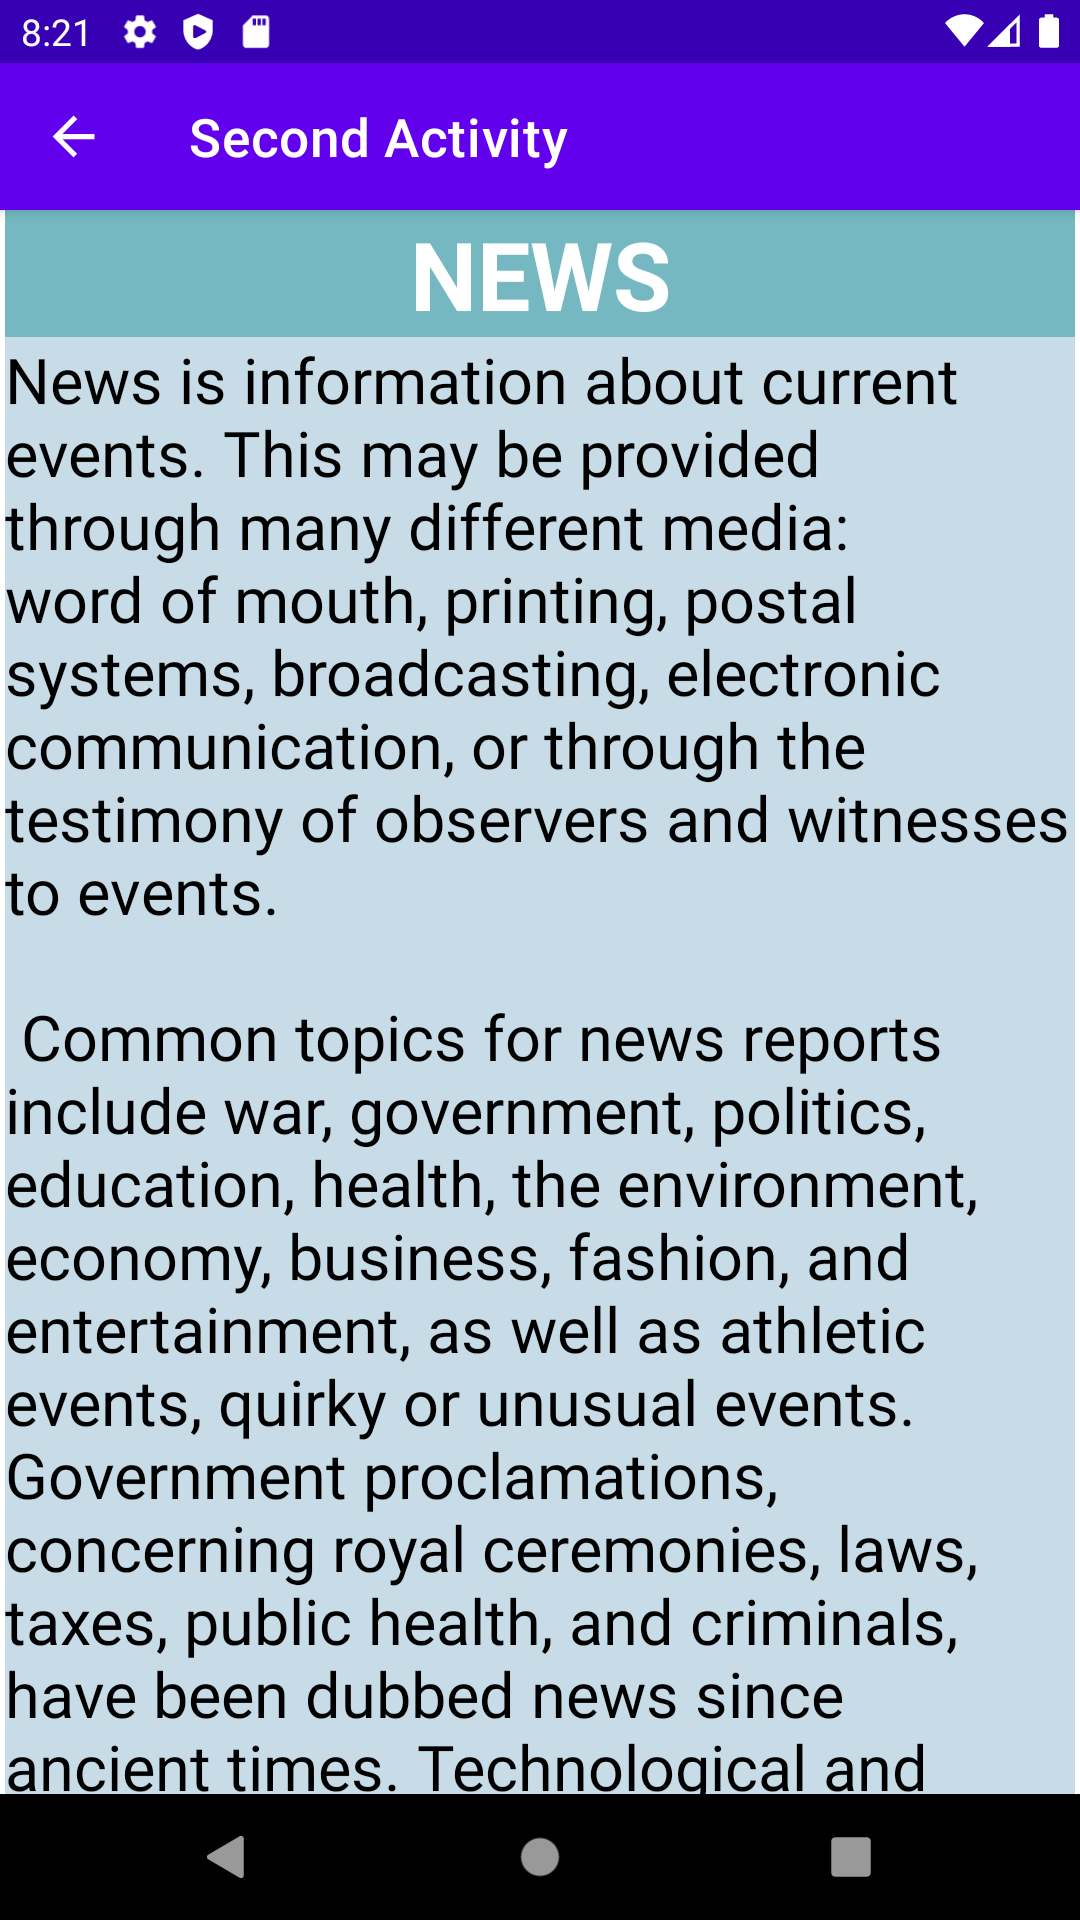 8:21
Second Activity
NEWS
News is information about current
events. This may be provided
through many different media:
word of mouth, printing, postal
systems, broadcasting, electronic
communication, or through the
testimony of observers and witnesses
to events.
Common topics for news reports
include war, government, politics,
education, health, the environment,
economy, business, fashion, and
entertainment, as well as athletic
events, quirky or unusual events.
Government proclamations,
concerning royal ceremonies, laws,
taxes, public health, and criminals,
have been dubbed news since
ancient times. Technological and